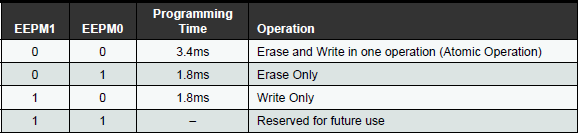 EEPM1 EEPM0 Programming Time Operation
0 0 3.4ms Erase and Write in one operation (Atomic Operation)
0 1 1.8ms Erase Only
1 0 1.8ms Write Only
1 1 – Reserved for future use